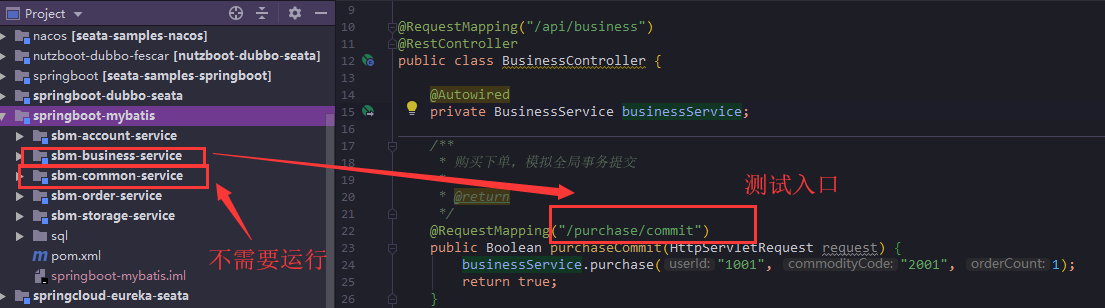 Project
nacos [seata-samples-nacos]
nutzboot-dubbo-fescar [nutzboot-dubbo-seata]
springboot [seata-samples-springboot]
springboot-dubbo-seata
springboot-mybatis
sbm-account-service
sbm-business-service
sbm-common-service
sbm-order-service
sbm-storage-service
sql
pom.xml
springboot-mybatis.iml
springcloud-eureka-seata
不需要运行
9
10 @RequestMapping("/api/business")
11 @RestController
12 public class BusinessController {
13
14 @Autowired
15 private BusinessService businessService;
16
17 /**
18 * 购买下单，模拟全局事务提交
19 *
20 * @return
21 */
22 @RequestMapping("/purchase/commit")
23 public Boolean purchaseCommit(HttpServletRequest request) {
24 businessService.purchase( userId: "1001", commodityCode: "2001", orderCount: 1);
25 return true;
26 }
测试入口